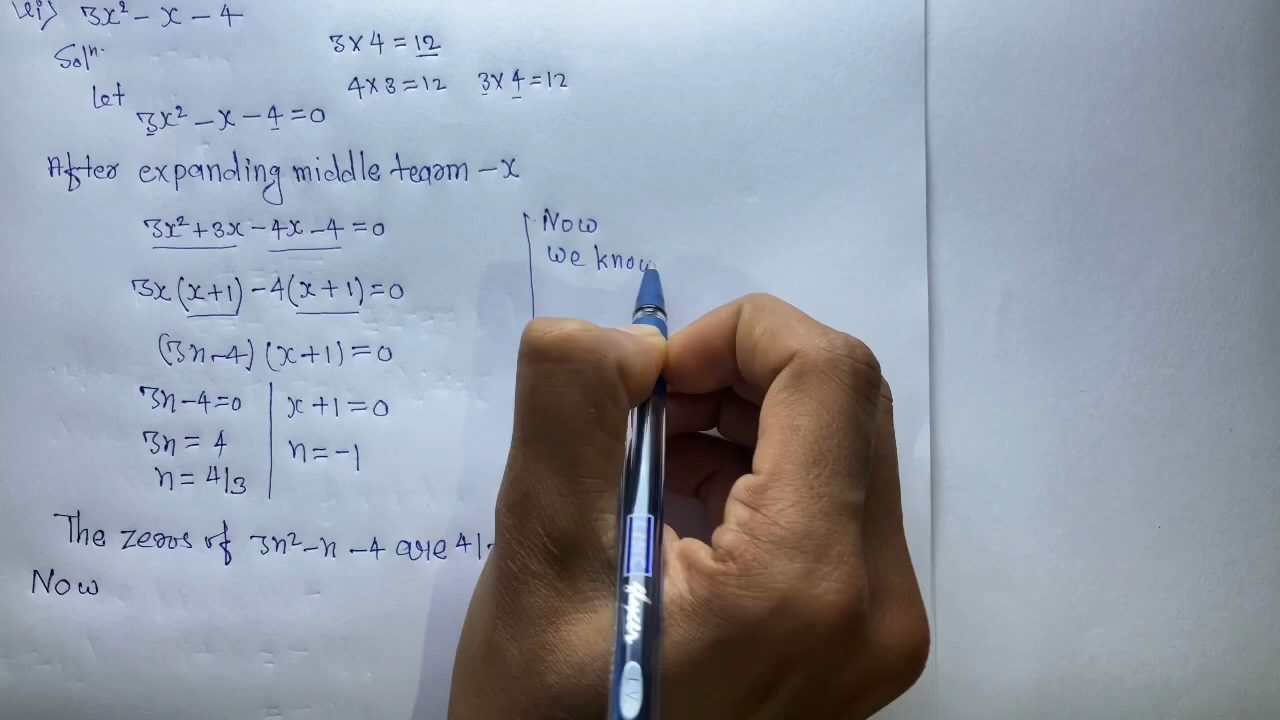 3x² - x - 4
Solⁿ.
3 × 4 = 12
4 × 3 = 12 3 × 4 = 12
Let
3x² - x - 4 = 0
After expanding middle team - x
3x² + 3x - 4x - 4 = 0
3x (x + 1) - 4 (x + 1) = 0
(3x - 4) (x + 1) = 0
3x - 4 = 0
3x = 4
x = 4/3
x + 1 = 0
x = -1
The zeros of 3x² - x - 4 are 4/
Now
Now
we know